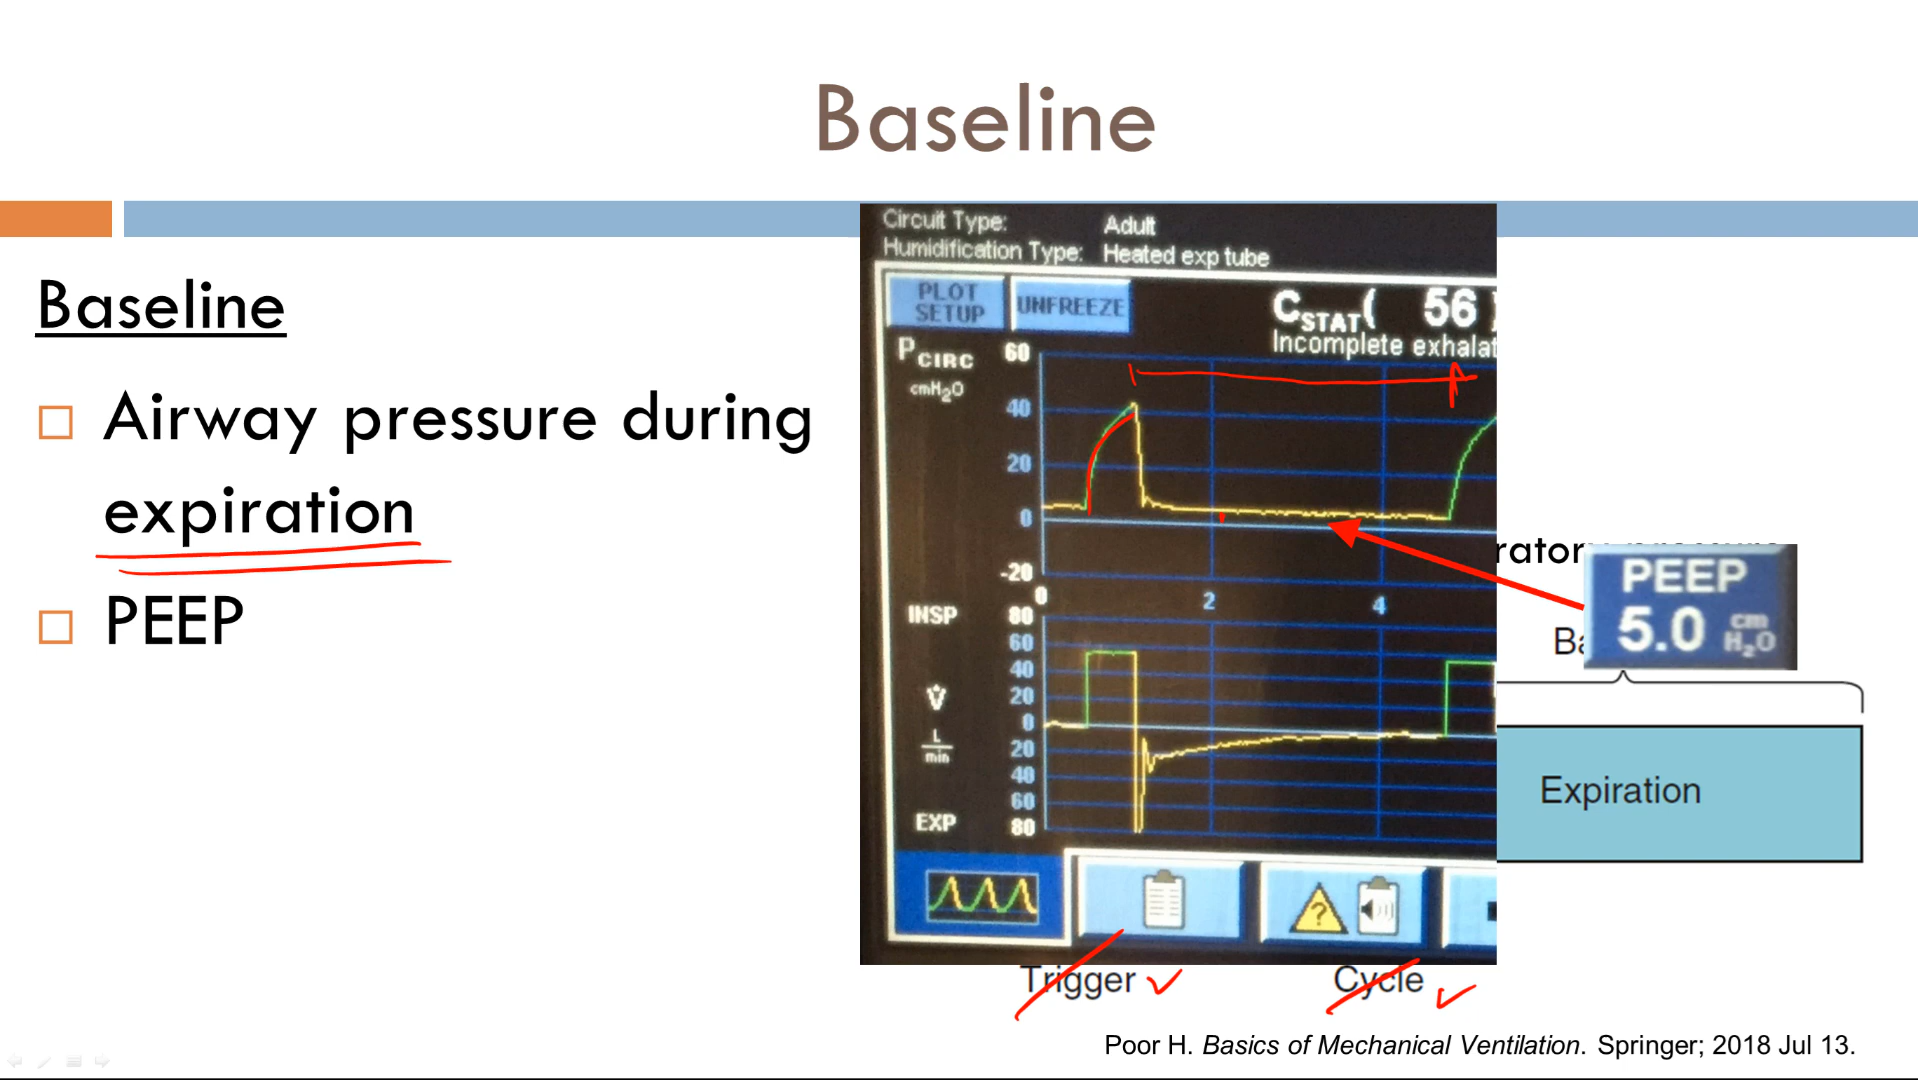 Baseline
Baseline
Airway pressure during
expiration
PEEP
Circuit Type: Adult
Humidification Type: Heated exp tube
PLOT SETUP
UNFREEZE
CSTAT( 56 )
Incomplete exhalat
PCIRC
cmH2O
60
40
20
0
-20
0 2 4
INSP
80
60
40
20
0
20
40
60
80
V̇
L
min
EXP
?
PEEP
5.0 cm H2O
Ba
Expiration
Trigger
Cycle
Poor H. Basics of Mechanical Ventilation. Springer; 2018 Jul 13.